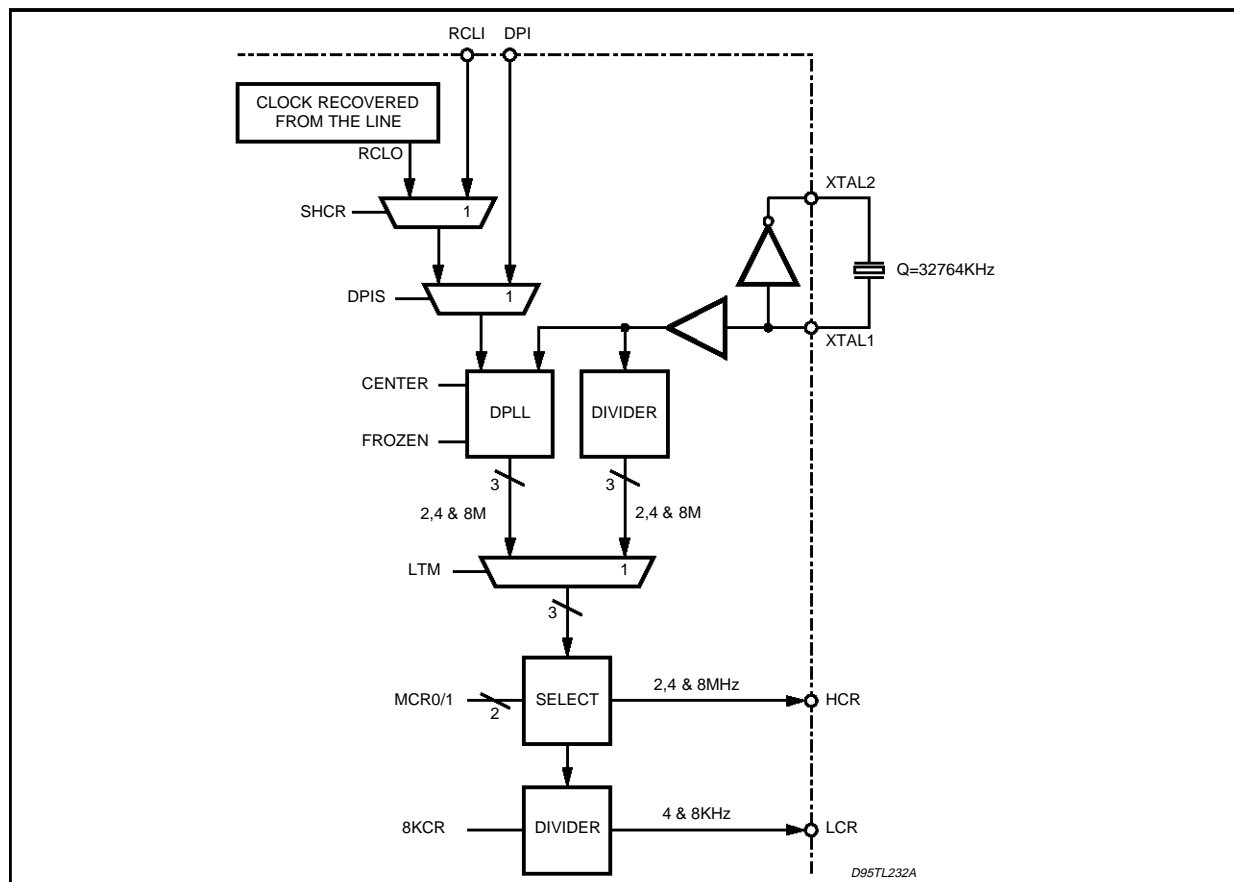 RCLI DPI
CLOCK RECOVERED
FROM THE LINE
RCLO
XTAL2
SHCR
1
Q=32764KHz
DPIS
1
XTAL1
CENTER
DPLL
DIVIDER
FROZEN
3
3
2,4 & 8M
2,4 & 8M
LTM
1
3
MCR0/1
2
SELECT
2,4 & 8MHz
HCR
8KCR
DIVIDER
4 & 8KHz
LCR
D95TL232A